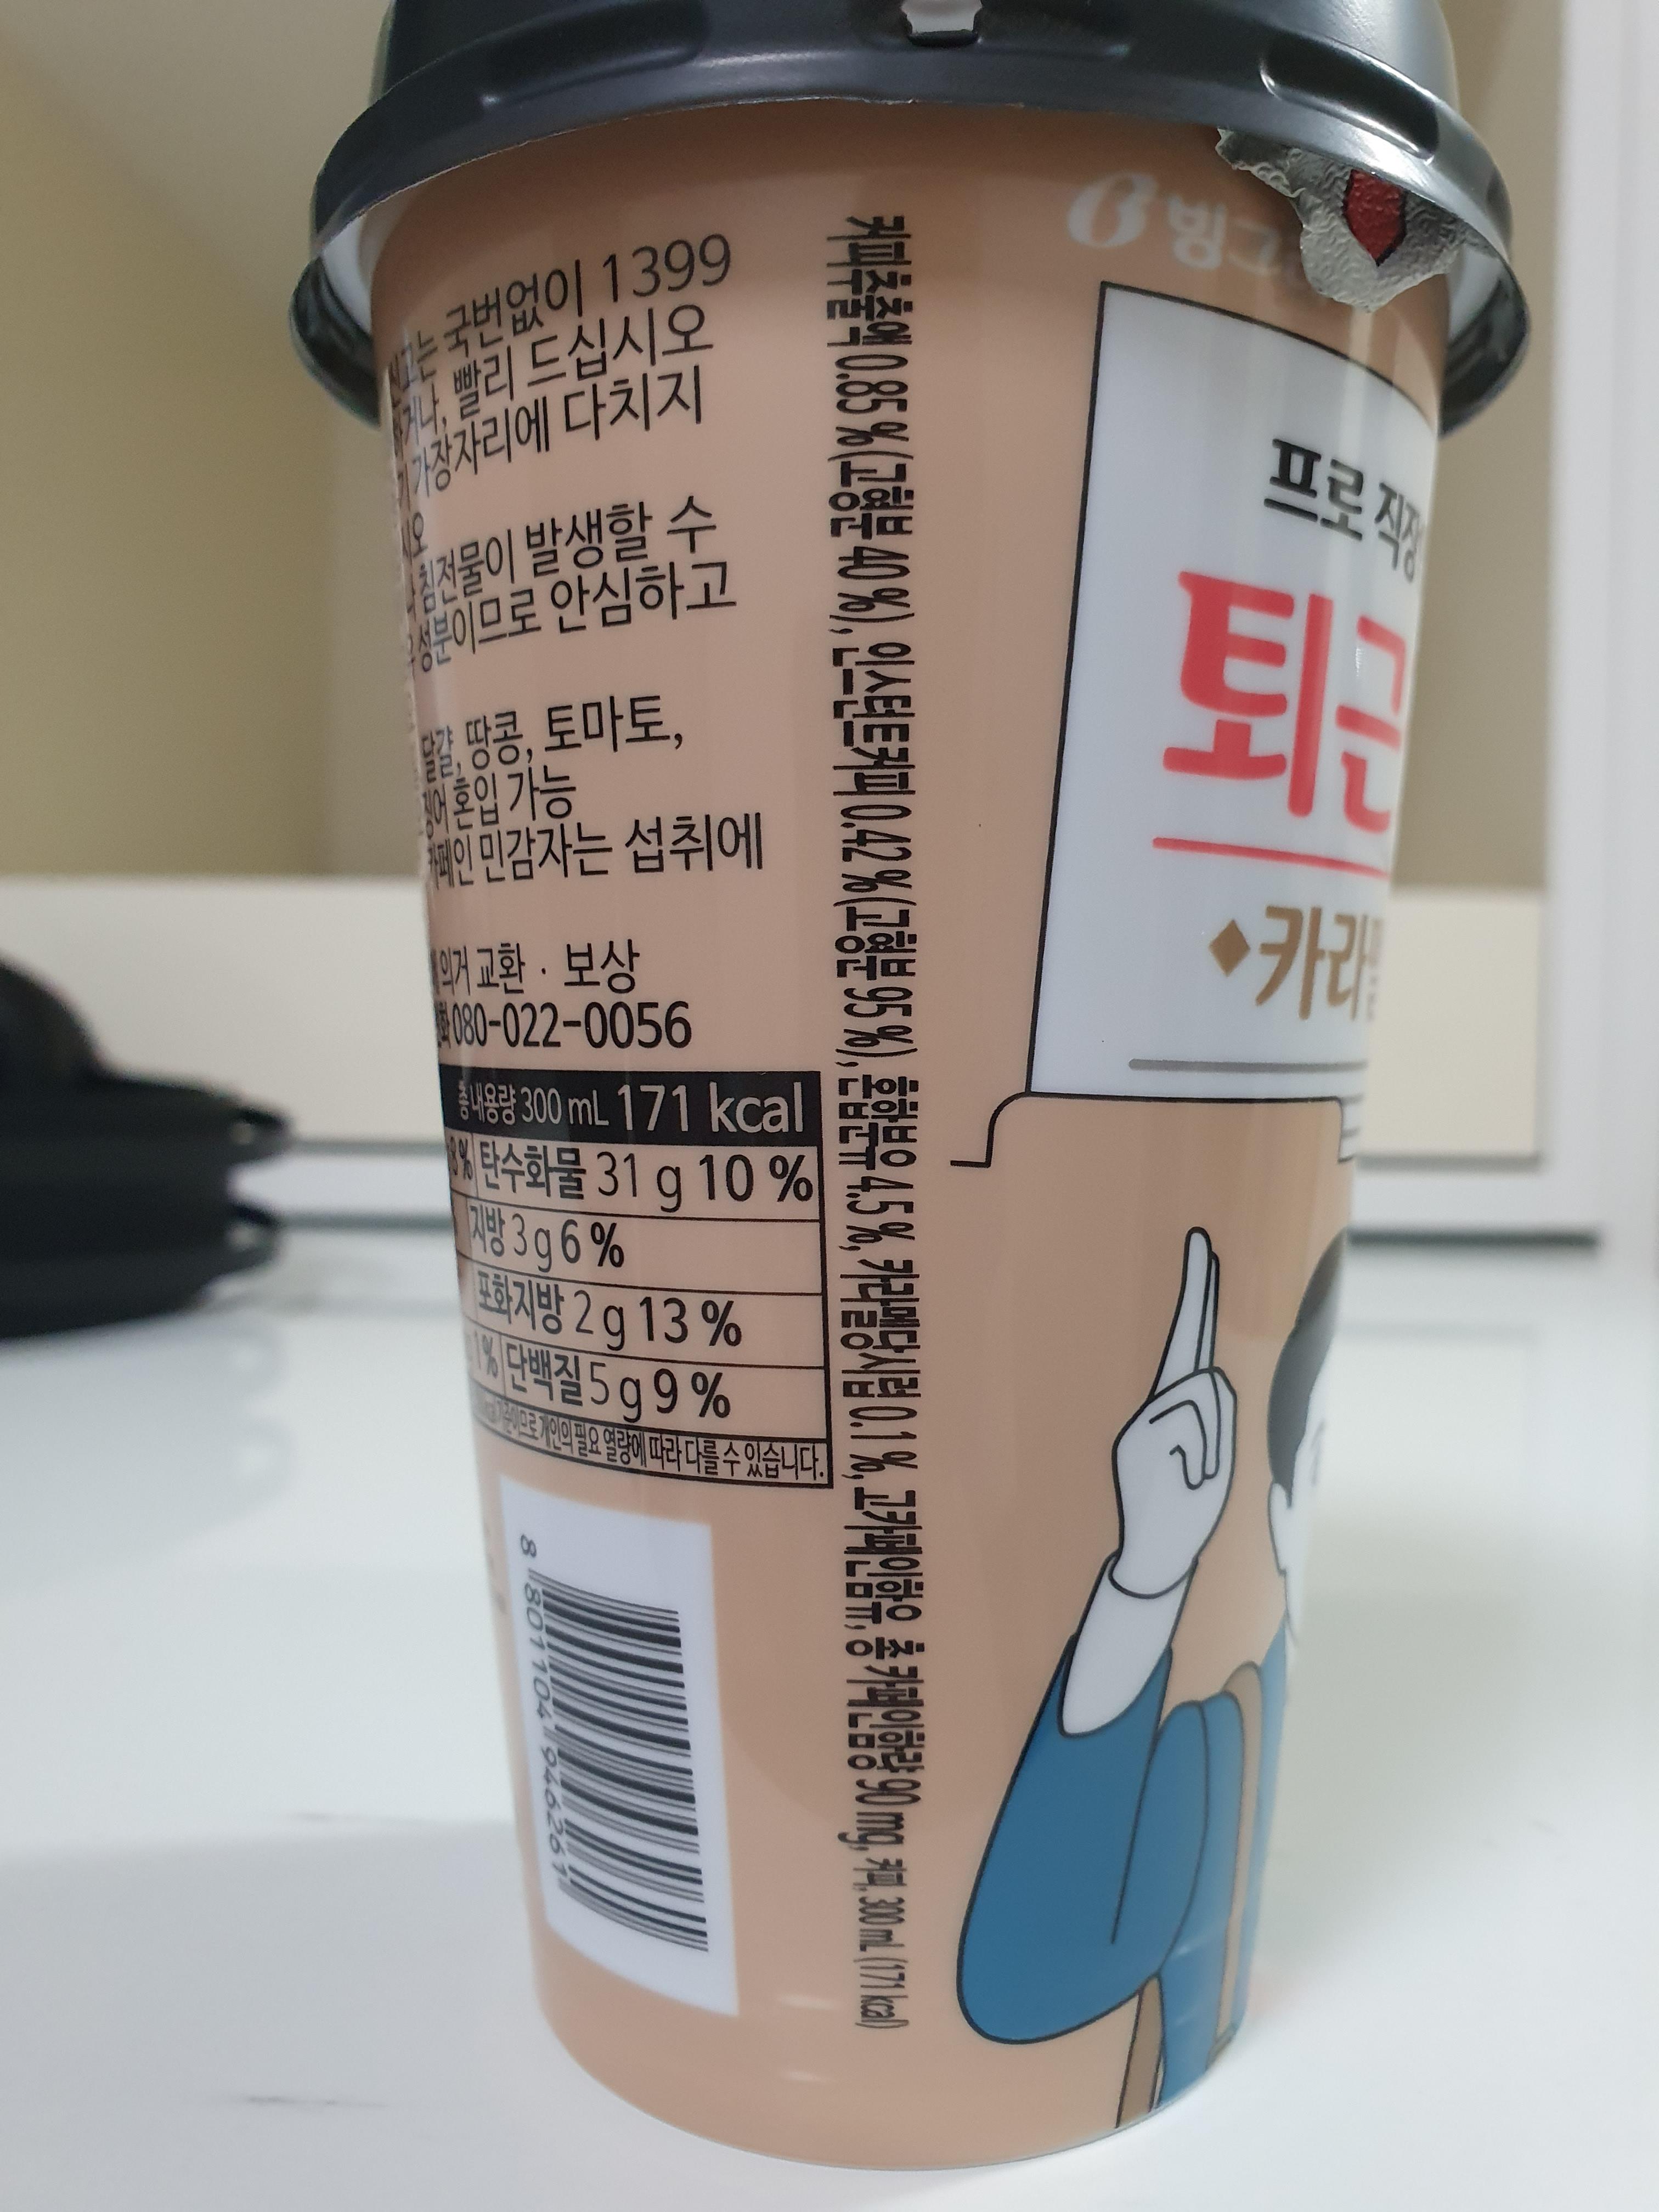 국번없이 1399
빨리 드십시오
가장자리에 다치지
침전물이 발생할 수
성분이므로 안심하고
달걀, 땅콩, 토마토,
혼입 가능
카페인 민감자는 섭취에
의거 교환 · 보상
080-022-0056
총 내용량 300 mL 171 kcal
탄수화물 31 g 10 %
지방 3 g 6 %
포화지방 2 g 13 %
1% 단백질 5 g 9 %
개인의 필요 열량에 따라 다를 수 있습니다.
8 801104 946261
커피추출액 0.85 %(고형분 40 %), 인스턴트커피 0.42 %(고형분 95 %), 혼합분유 4.5 %, 카라멜당시럽 0.1 %, 고카페인함유, 총 카페인함량 90 mg, 커피, 300 mL (171 kcal)
빙그
프로 직장
퇴근
카라멜